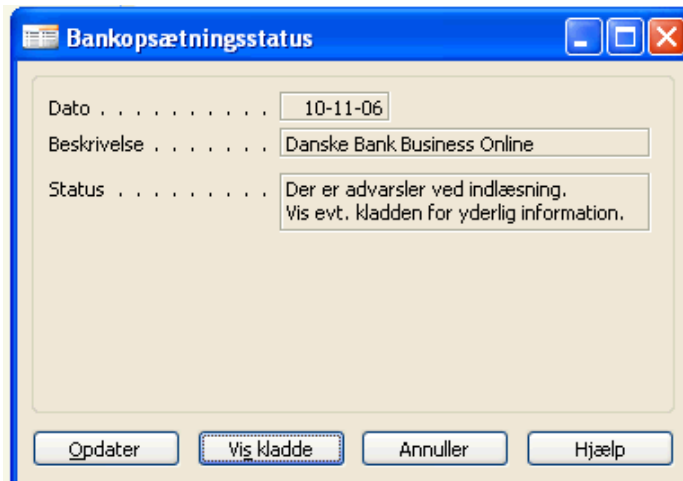 Bankopsætningsstatus
Dato . . . . . . . . . . . 10-11-06
Beskrivelse . . . . . . . Danske Bank Business Online
Status . . . . . . . . . Der er advarsler ved indlæsning.
Vis evt. kladden for yderlig information.
Opdater Vis kladde Annuller Hjælp